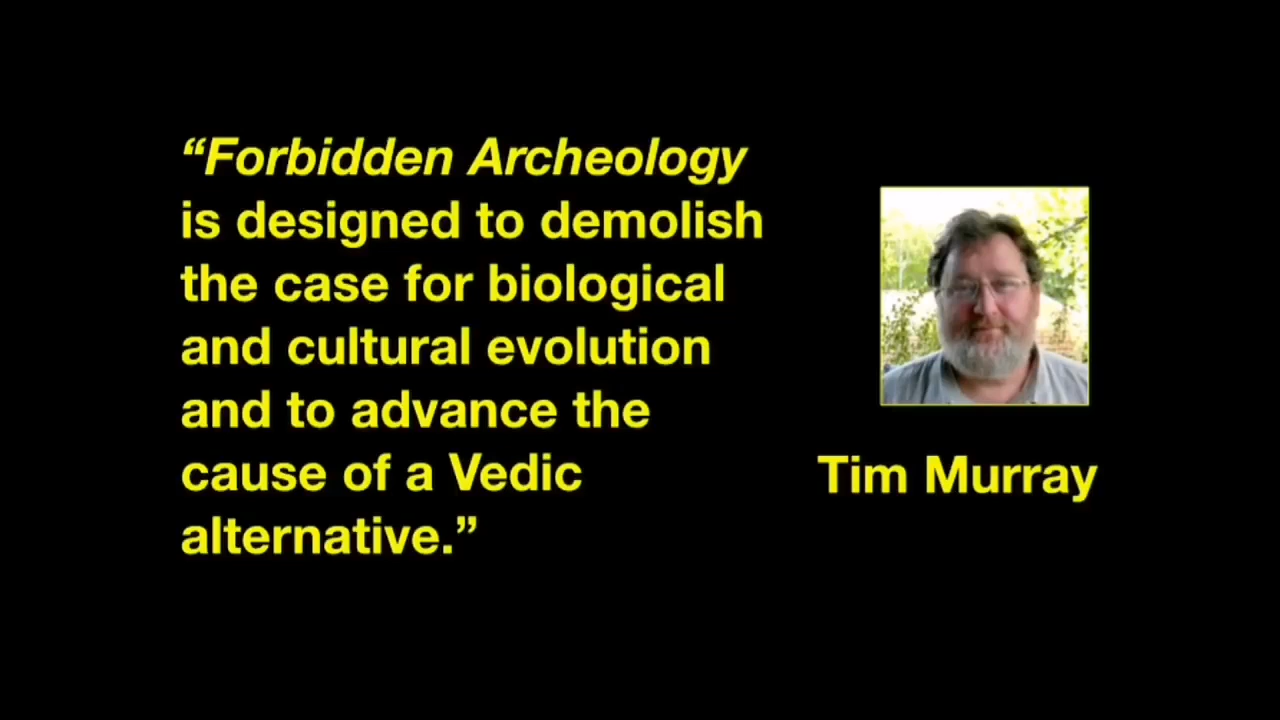 “Forbidden Archeology
is designed to demolish
the case for biological
and cultural evolution
and to advance the
cause of a Vedic
alternative.”
Tim Murray